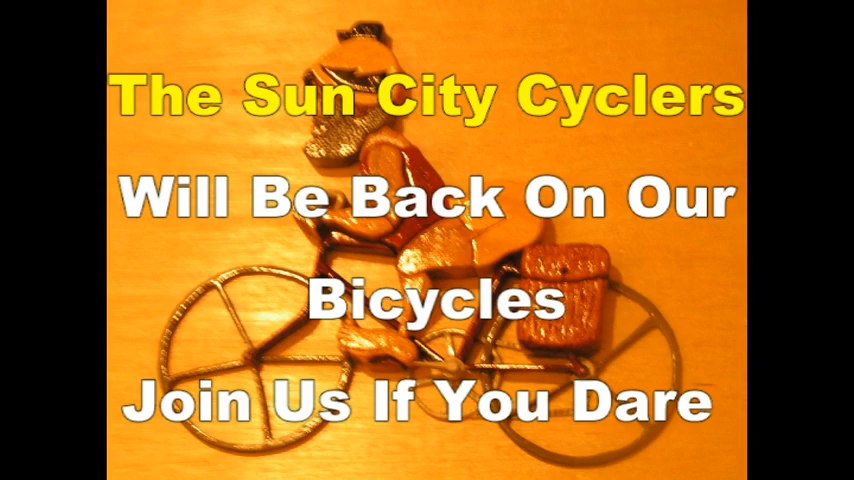 The Sun City Cyclers
Will Be Back On Our
Bicycles
Join Us If You Dare